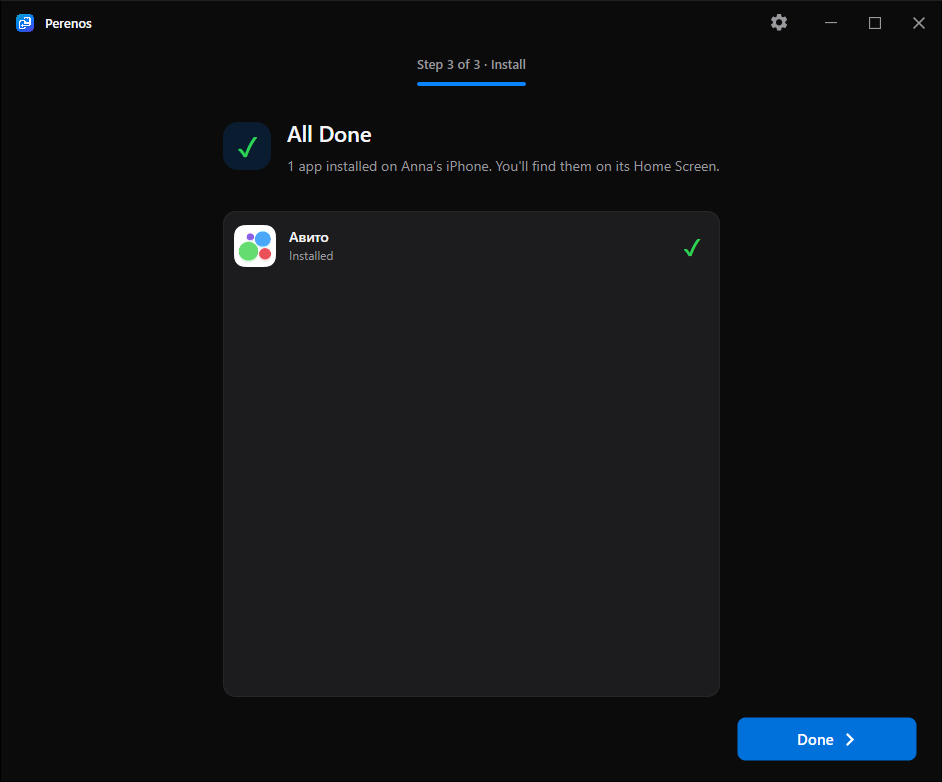 Perenos
Step 3 of 3 · Install
All Done
1 app installed on Anna's iPhone. You'll find them on its Home Screen.
Авито
Installed
Done